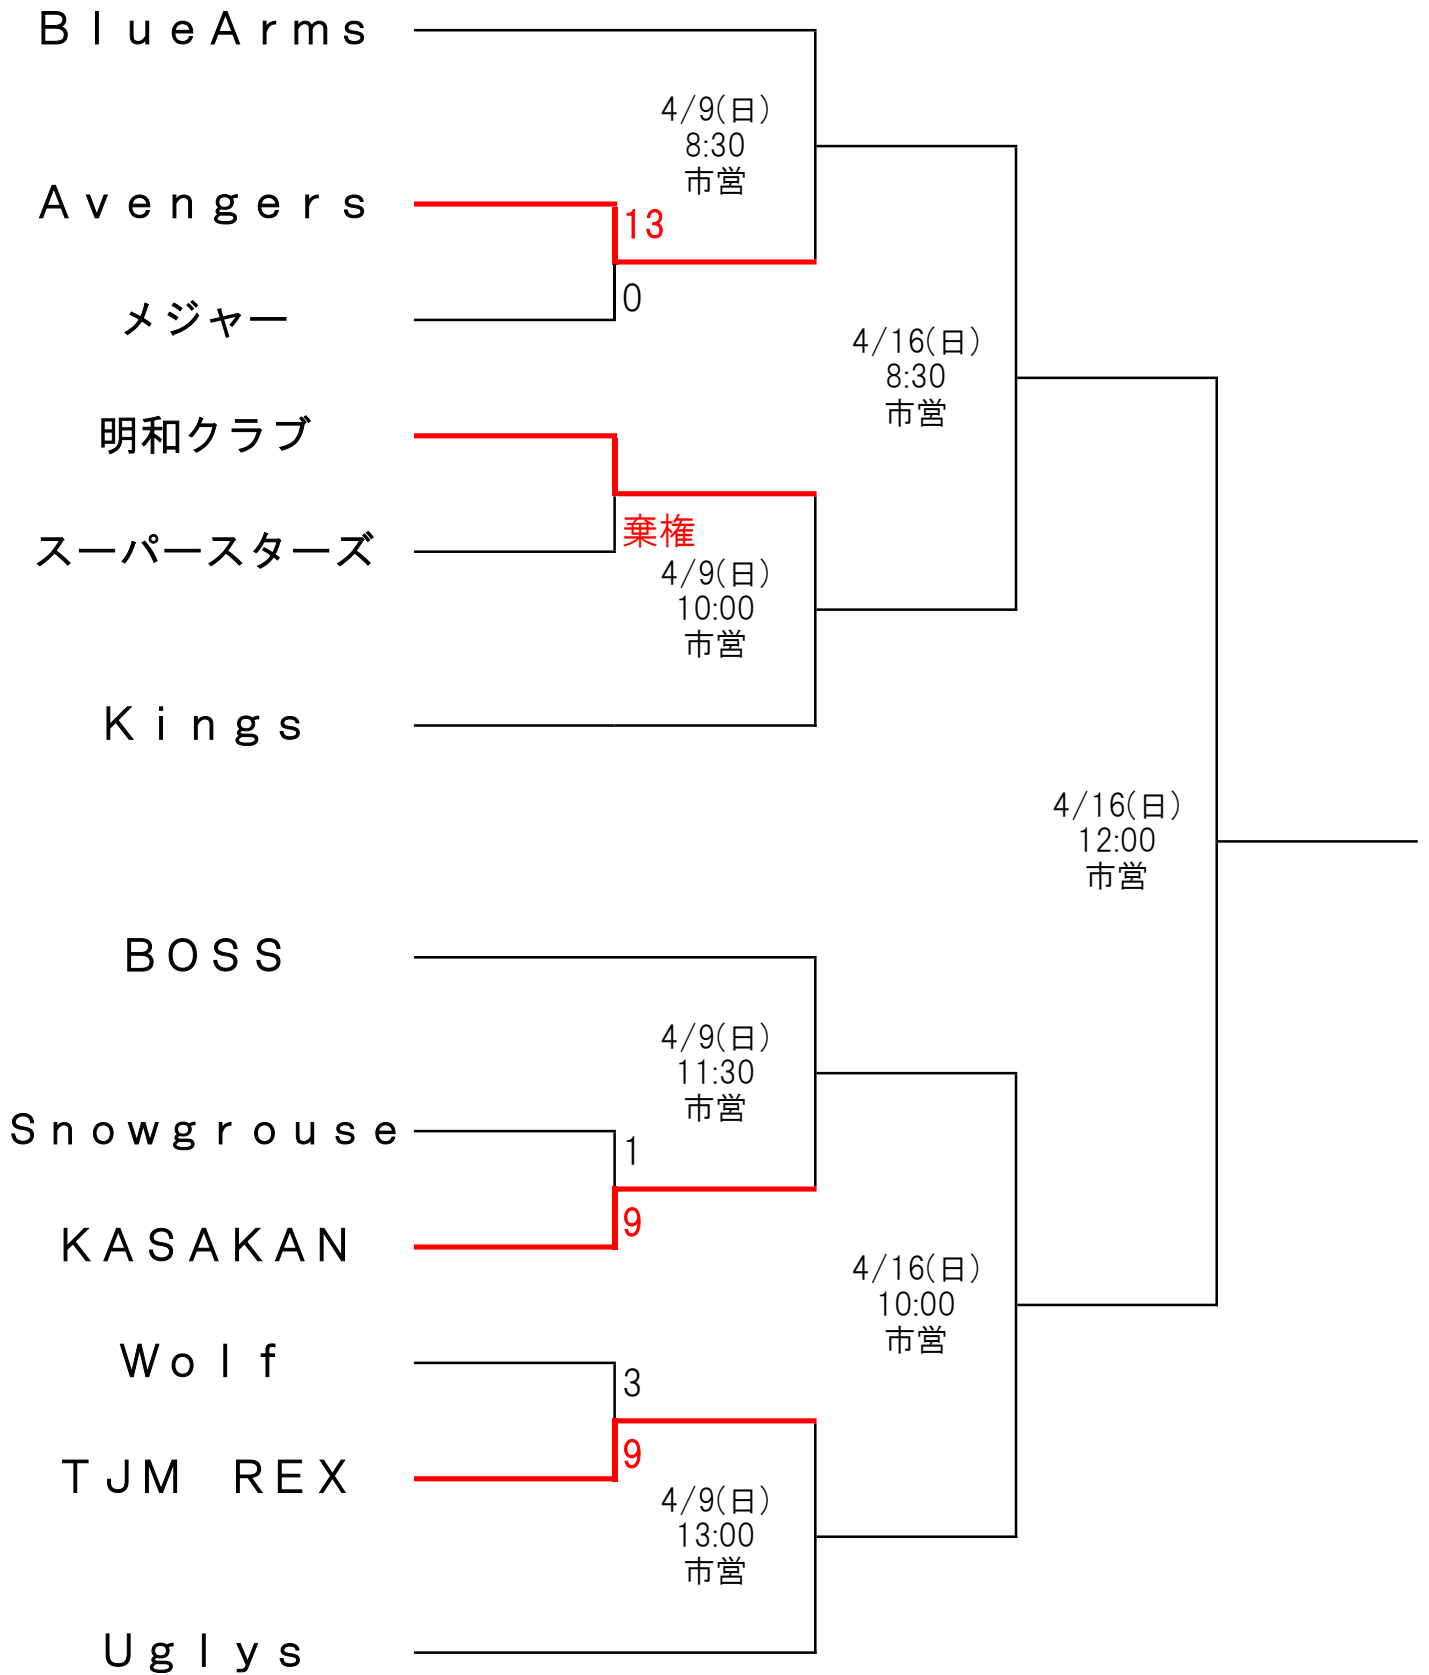 ＢｌｕｅＡｒｍｓ
4/9(日)
8:30
市営
Ａｖｅｎｇｅｒｓ
13
0
メジャー
4/16(日)
8:30
市営
明和クラブ
棄権
スーパースターズ
4/9(日)
10:00
市営
Ｋｉｎｇｓ
4/16(日)
12:00
市営
ＢＯＳＳ
4/9(日)
11:30
市営
Ｓｎｏｗｇｒｏｕｓｅ
1
9
ＫＡＳＡＫＡＮ
4/16(日)
10:00
市営
Ｗｏｌｆ
3
9
ＴＪＭ　ＲＥＸ
4/9(日)
13:00
市営
Ｕｇｌｙｓ